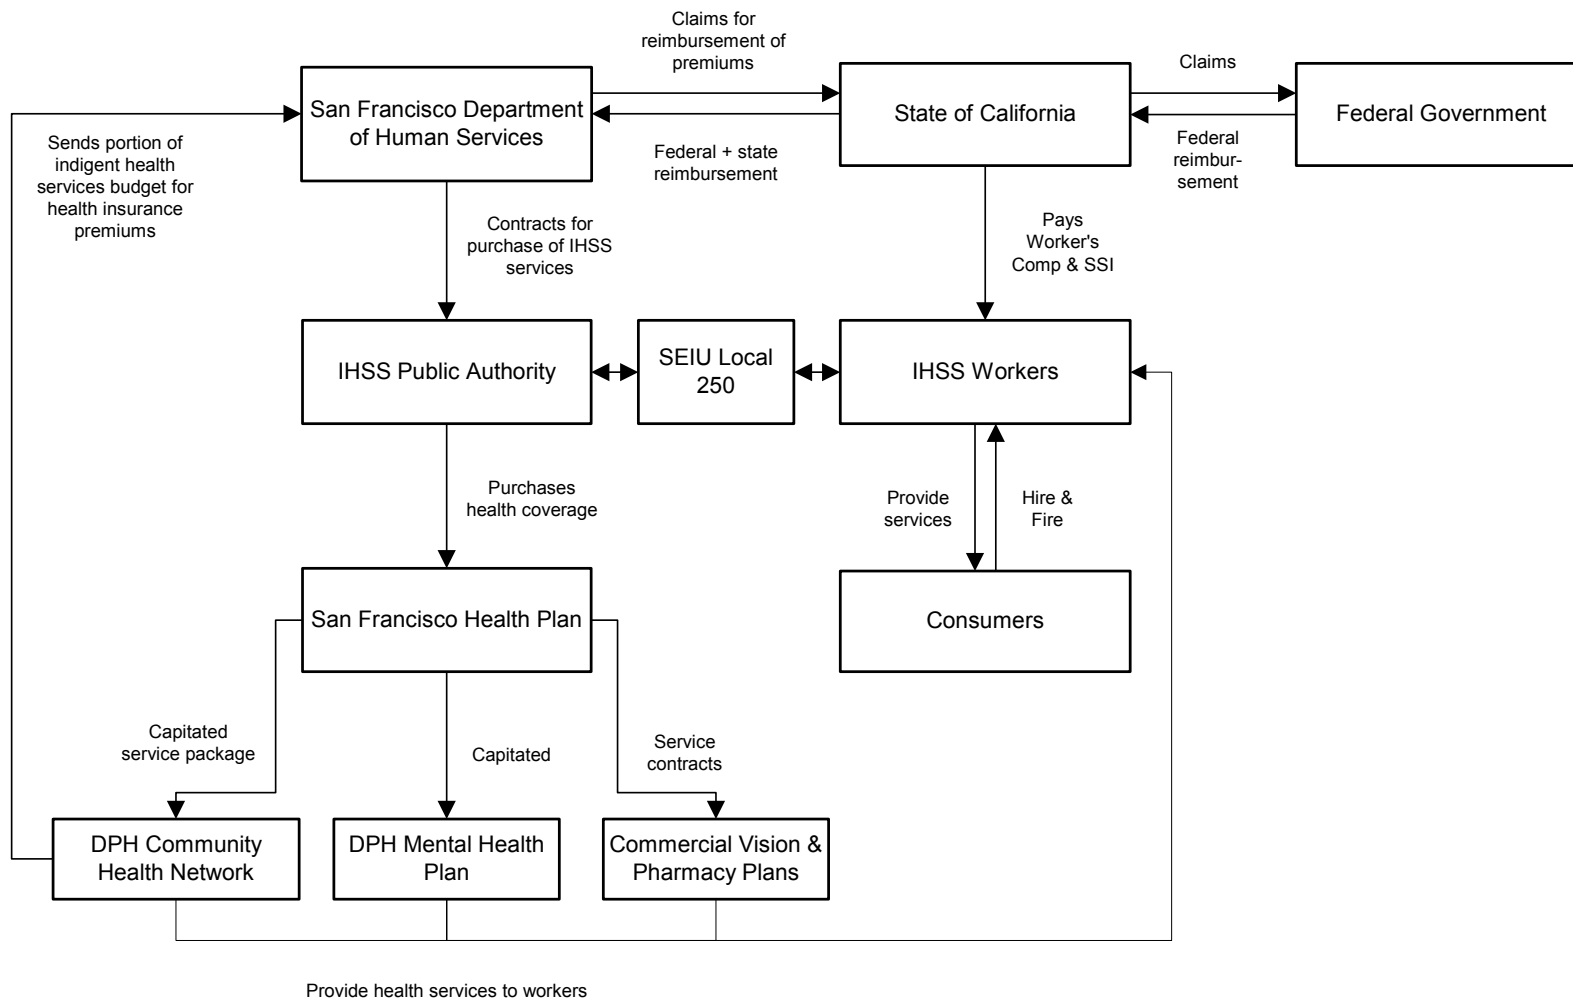 Claims for
reimbursement of
premiums
Claims
San Francisco Department
of Human Services
State of California
Federal Government
Sends portion of
indigent health
services budget for
health insurance
premiums
Federal + state
reimbursement
Federal
reimbur-
sement
Contracts for
purchase of IHSS
services
Pays
Worker's
Comp & SSI
IHSS Public Authority
SEIU Local
250
IHSS Workers
Purchases
health coverage
Provide
services
Hire &
Fire
San Francisco Health Plan
Consumers
Capitated
service package
Capitated
Service
contracts
DPH Community
Health Network
DPH Mental Health
Plan
Commercial Vision &
Pharmacy Plans
Provide health services to workers